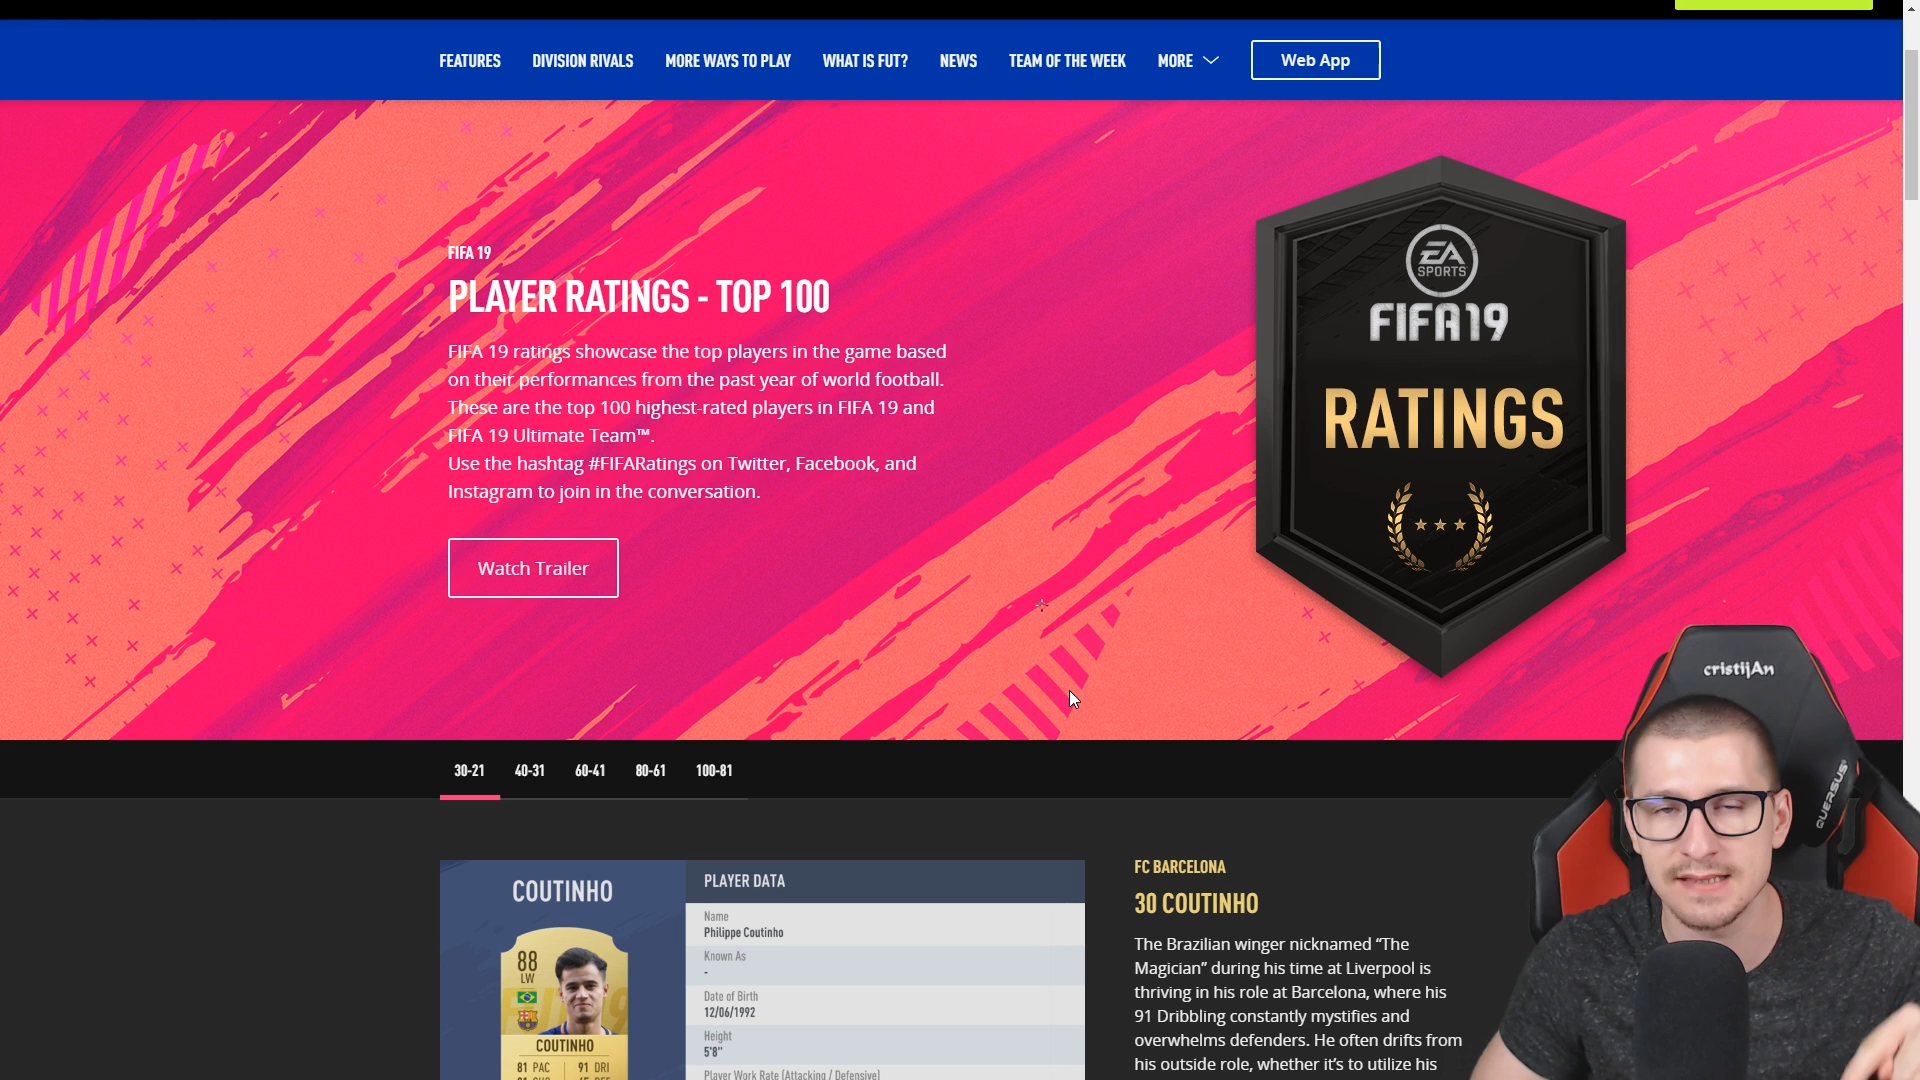 FEATURES DIVISION RIVALS MORE WAYS TO PLAY WHAT IS FUT? NEWS TEAM OF THE WEEK MORE Web App
FIFA 19
PLAYER RATINGS - TOP 100
FIFA 19 ratings showcase the top players in the game based
on their performances from the past year of world football.
These are the top 100 highest-rated players in FIFA 19 and
FIFA 19 Ultimate Team™.
Use the hashtag #FIFARatings on Twitter, Facebook, and
Instagram to join in the conversation.
Watch Trailer
EA
SPORTS
FIFA 19
RATINGS
cristijAn
QUERSUS
30-21 40-31 60-41 80-61 100-81
COUTINHO
88
LW
COUTINHO
81 PAC 91 DRI
PLAYER DATA
Name
Philippe Coutinho
Known As
-
Date of Birth
12/06/1992
Height
5'8"
Player Work Rate (Attacking / Defensive)
FC BARCELONA
30 COUTINHO
The Brazilian winger nicknamed “The
Magician” during his time at Liverpool is
thriving in his role at Barcelona, where his
91 Dribbling constantly mystifies and
overwhelms defenders. He often drifts from
his outside role, whether it’s to utilize his